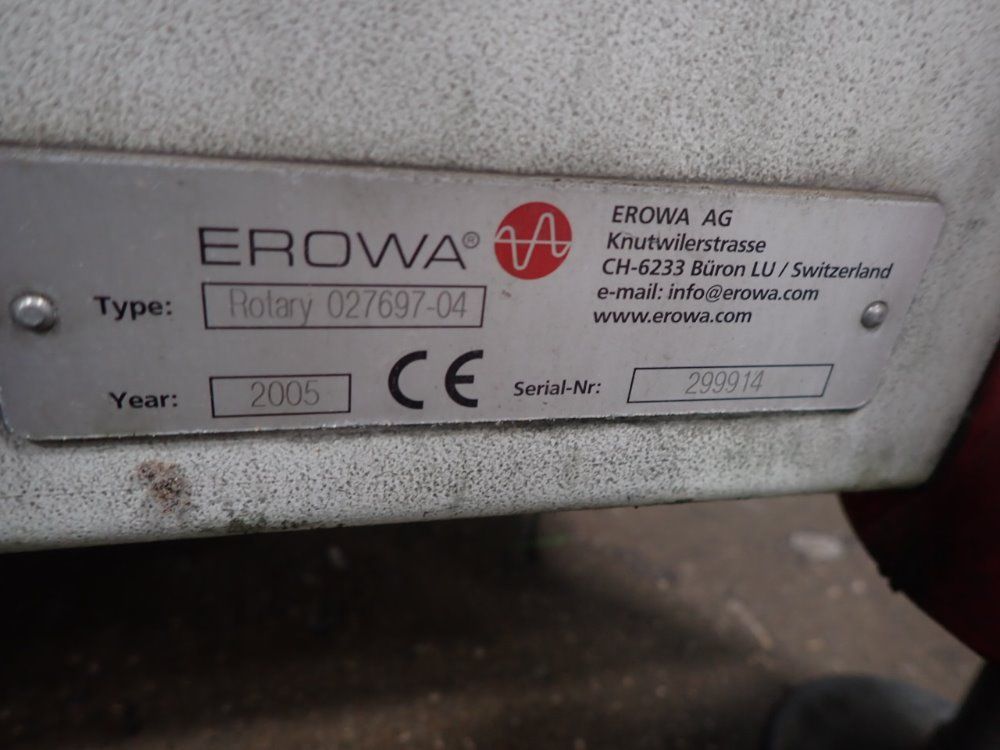 EROWA®
Type: Rotary 027697-04
Year: 2005
CE
Serial-Nr: 299914
EROWA AG
Knutwilerstrasse
CH-6233 Büron LU / Switzerland
e-mail: info@erowa.com
www.erowa.com